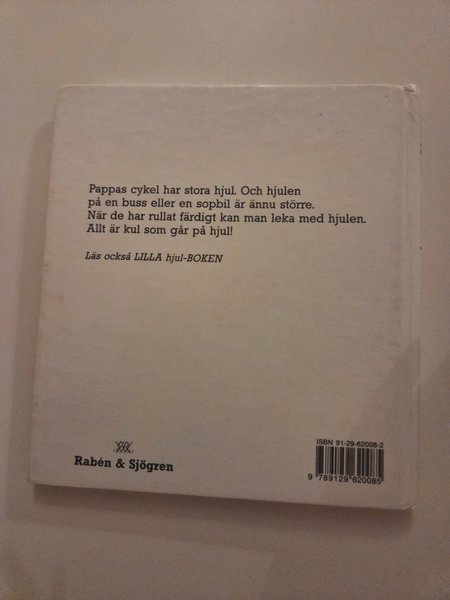 Pappas cykel har stora hjul. Och hjulen
på en buss eller en sopbil är ännu större.
När de har rullat färdigt kan man leka med hjulen.
Allt är kul som går på hjul!
Läs också LILLA hjul-BOKEN
Rabén & Sjögren
ISBN 91-29-62008-2
9 789129 620085